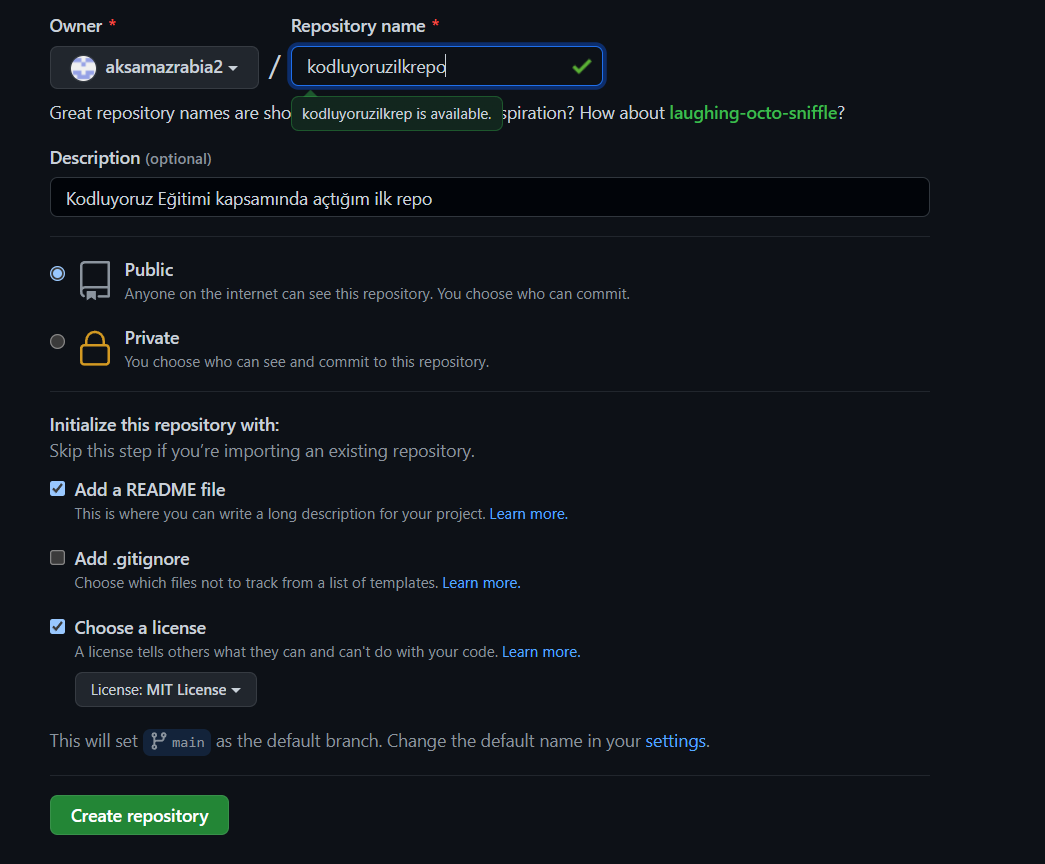 Owner * Repository name *
aksamazrabia2 / kodluyoruzilkrepo
Great repository names are sho kodluyoruzilkrep is available. spiration? How about laughing-octo-sniffle?
Description (optional)
Kodluyoruz Eğitimi kapsamında açtığım ilk repo
Public
Anyone on the internet can see this repository. You choose who can commit.
Private
You choose who can see and commit to this repository.
Initialize this repository with:
Skip this step if you’re importing an existing repository.
Add a README file
This is where you can write a long description for your project. Learn more.
Add .gitignore
Choose which files not to track from a list of templates. Learn more.
Choose a license
A license tells others what they can and can't do with your code. Learn more.
License: MIT License
This will set main as the default branch. Change the default name in your settings.
Create repository